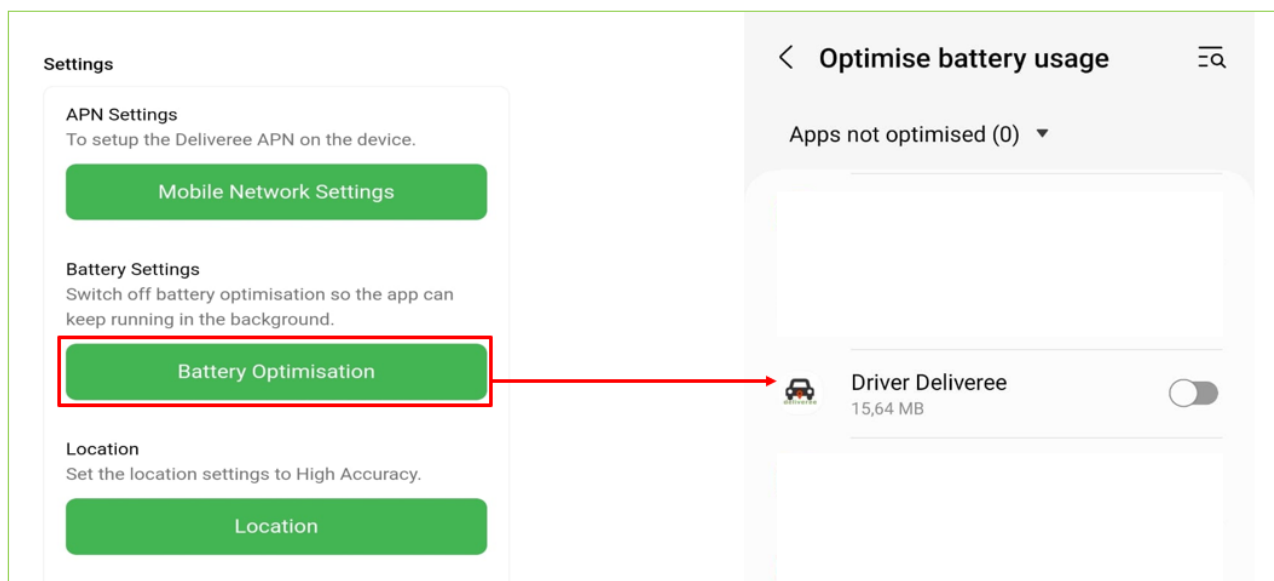 Settings
APN Settings
To setup the Deliveree APN on the device.
Mobile Network Settings
Battery Settings
Switch off battery optimisation so the app can
keep running in the background.
Battery Optimisation
Location
Set the location settings to High Accuracy.
Location
Optimise battery usage
Apps not optimised (0)
deliveree
Driver Deliveree
15,64 MB